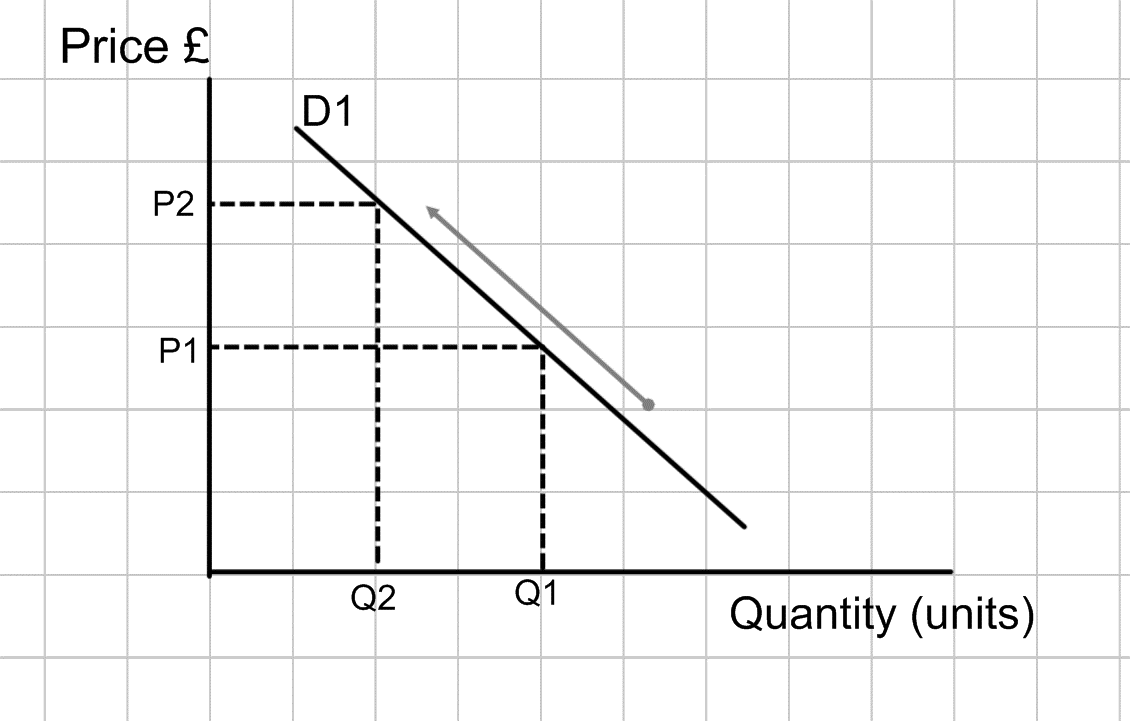 Price £
D1
P2
P1
Q2
Q1
Quantity (units)